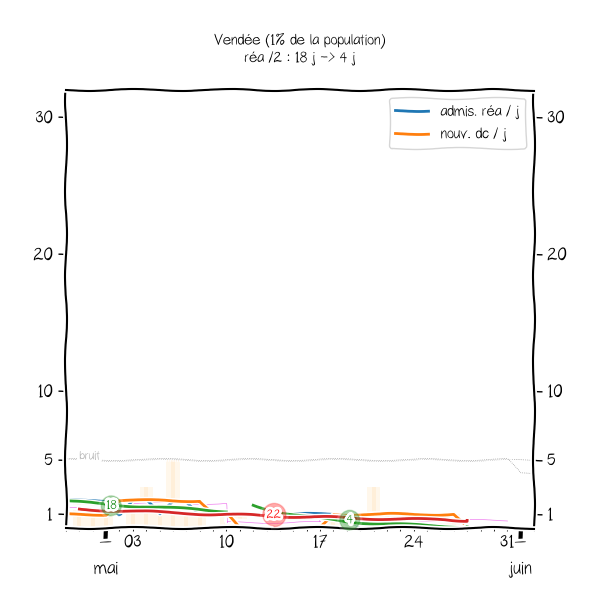 Vendée (1% de la population)
réa /2 : 18 j -> 4 j
admis. réa / j
nouv. dc / j
30
30
20
20
10
10
5
bruit
5
1
18
22
4
1
03
10
17
24
31
mai
juin